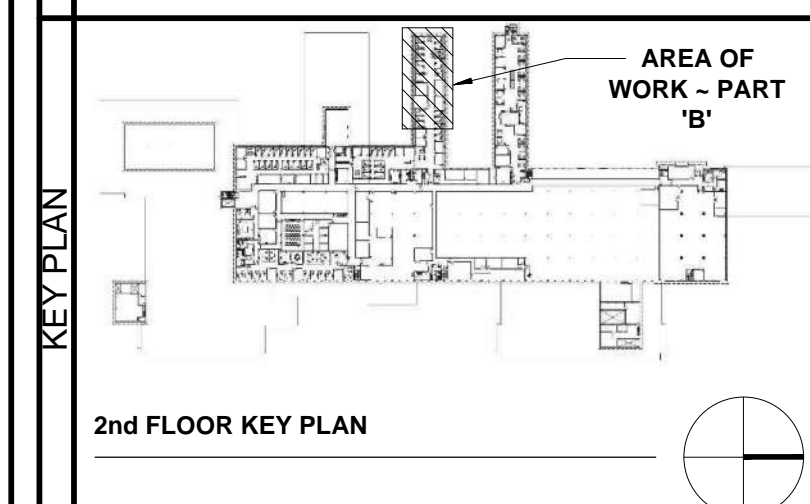 AREA OF
WORK ~ PART
'B'
KEY PLAN
2nd FLOOR KEY PLAN